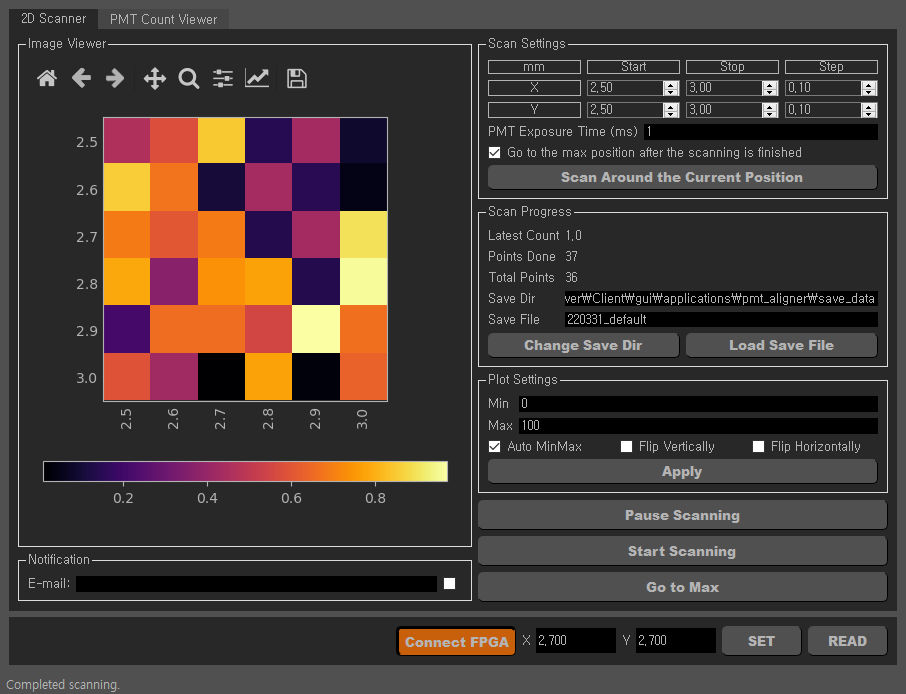 2D Scanner PMT Count Viewer
Image Viewer
2.5
2.6
2.7
2.8
2.9
3.0
2.5 2.6 2.7 2.8 2.9 3.0
0.2 0.4 0.6 0.8
Notification
E-mail:
Scan Settings
mm Start Stop Step
X 2,50 3,00 0,10
Y 2,50 3,00 0,10
PMT Exposure Time (ms) 1
Go to the max position after the scanning is finished
Scan Around the Current Position
Scan Progress
Latest Count 1,0
Points Done 37
Total Points 36
Save Dir ver₩Client₩gui₩applications₩pmt_aligner₩save_data
Save File 220331_default
Change Save Dir Load Save File
Plot Settings
Min 0
Max 100
Auto MinMax Flip Vertically Flip Horizontally
Apply
Pause Scanning
Start Scanning
Go to Max
Connect FPGA X 2,700 Y 2,700 SET READ
Completed scanning.